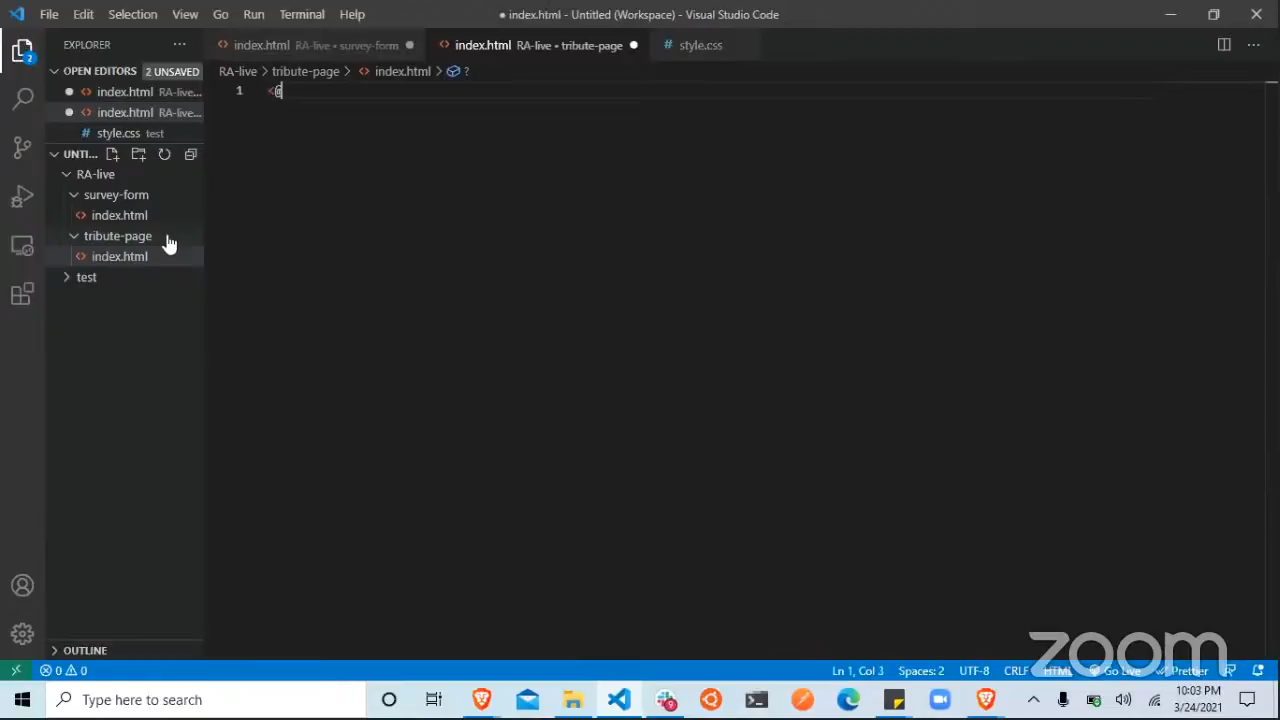 File Edit Selection View Go Run Terminal Help
● index.html - Untitled (Workspace) - Visual Studio Code
EXPLORER ...
index.html RA-live • survey-form
index.html RA-live • tribute-page
# style.css
OPEN EDITORS 2 UNSAVED
RA-live > tribute-page > index.html > ?
index.html RA-live...
index.html RA-live...
# style.css test
1 <@
UNTI...
RA-live
survey-form
index.html
tribute-page
index.html
test
OUTLINE
2
zoom
0 0
Ln 1, Col 3 Spaces: 2 UTF-8 CRLF HTML Go Live Prettier
Type here to search
10:03 PM
3/24/2021